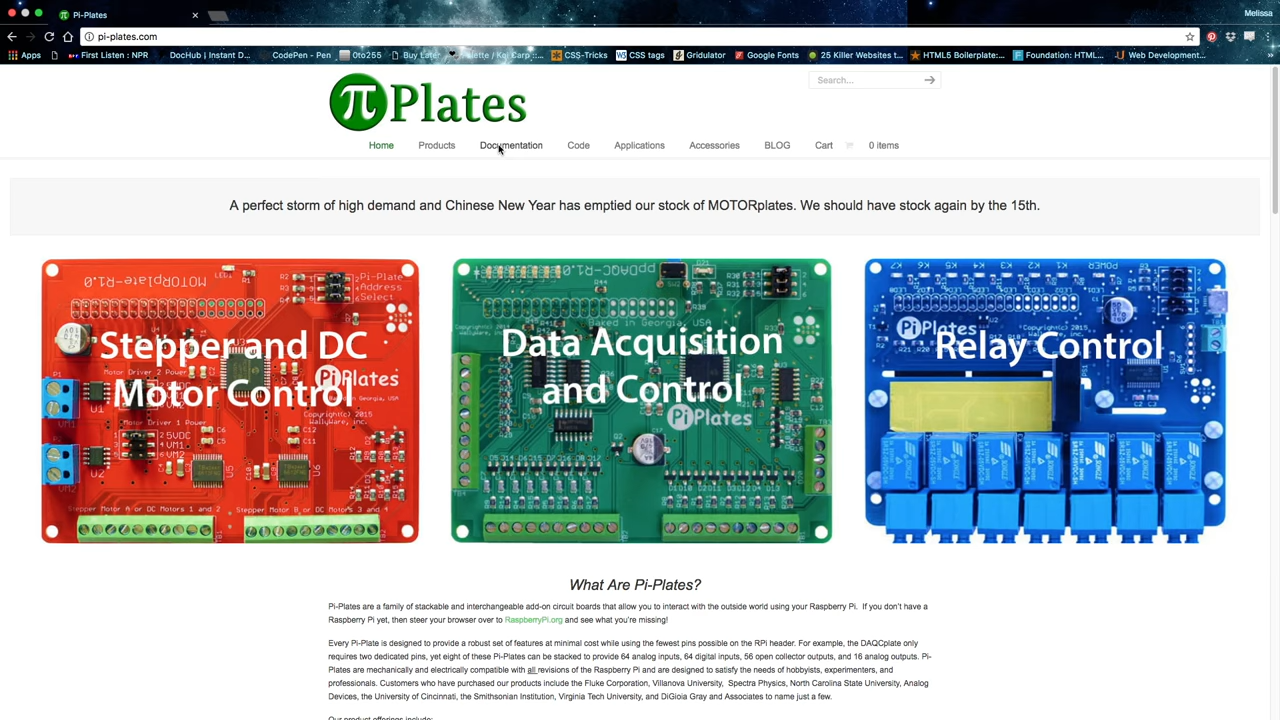 Pi-Plates
Melissa
pi-plates.com
Apps
First Listen : NPR
DocHub | Instant D...
CodePen - Pen
0to255
Buy Later
CSS-Tricks
CSS tags
Gridulator
Google Fonts
25 Killer Websites t...
HTML5 Boilerplate:...
Foundation: HTML...
Web Development...
π Plates
Search...
Home
Products
Documentation
Code
Applications
Accessories
BLOG
Cart
0 items
A perfect storm of high demand and Chinese New Year has emptied our stock of MOTORplates. We should have stock again by the 15th.
Stepper and DC
Motor Control
Data Acquisition
and Control
Relay Control
What Are Pi-Plates?
Pi-Plates are a family of stackable and interchangeable add-on circuit boards that allow you to interact with the outside world using your Raspberry Pi. If you don't have a
Raspberry Pi yet, then steer your browser over to RaspberryPi.org and see what you're missing!
Every Pi-Plate is designed to provide a robust set of features at minimal cost while using the fewest pins possible on the RPi header. For example, the DAQCplate only
requires two dedicated pins, yet eight of these Pi-Plates can be stacked to provide 64 analog inputs, 64 digital inputs, 56 open collector outputs, and 16 analog outputs. Pi-
Plates are mechanically and electrically compatible with all revisions of the Raspberry Pi and are designed to satisfy the needs of hobbyists, experimenters, and
professionals. Customers who have purchased our products include the Fluke Corporation, Villanova University, Spectra Physics, North Carolina State University, Analog
Devices, the University of Cincinnati, the Smithsonian Institution, Virginia Tech University, and DiGioia Gray and Associates to name just a few.
Our product offerings include: